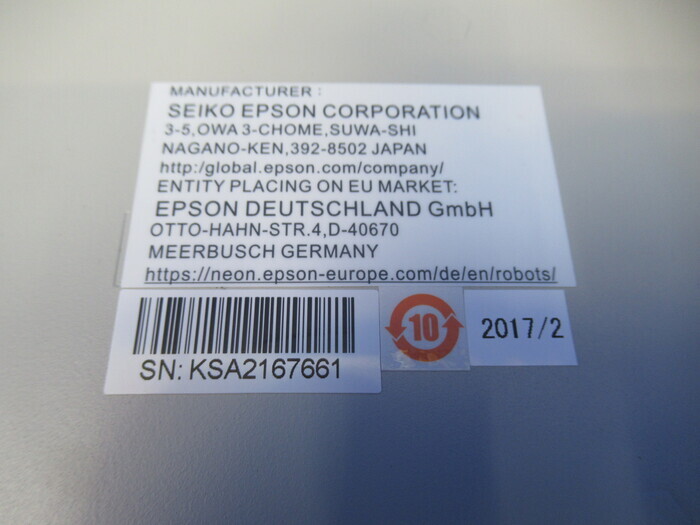 MANUFACTURER :
SEIKO EPSON CORPORATION
3-5,OWA 3-CHOME,SUWA-SHI
NAGANO-KEN,392-8502 JAPAN
http:/global.epson.com/company/
ENTITY PLACING ON EU MARKET:
EPSON DEUTSCHLAND GmbH
OTTO-HAHN-STR.4,D-40670
MEERBUSCH GERMANY
https://neon.epson-europe.com/de/en/robots/
SN: KSA2167661
10
2017/2